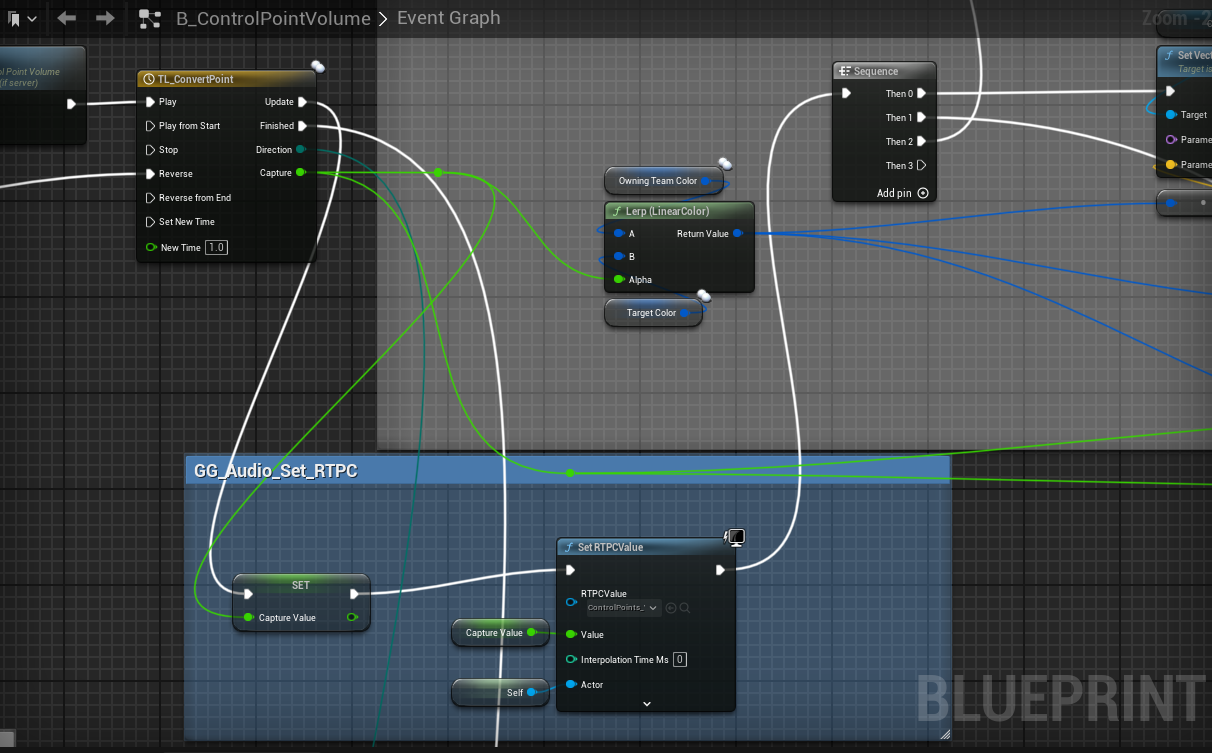 B_ControlPointVolume > Event Graph
Zoom -2
l Point Volume
(if server)
TL_ConvertPoint
Play
Update
Play from Start
Finished
Stop
Direction
Reverse
Capture
Reverse from End
Set New Time
New Time 1.0
Owning Team Color
Lerp (LinearColor)
A
Return Value
B
Alpha
Target Color
Sequence
Then 0
Then 1
Then 2
Then 3
Add pin
Set Vect
Target is
Target
Parame
Parame
GG_Audio_Set_RTPC
SET
Capture Value
Set RTPCValue
RTPCValue
ControlPoints_
Capture Value
Value
Interpolation Time Ms 0
Self
Actor
BLUEPRINT